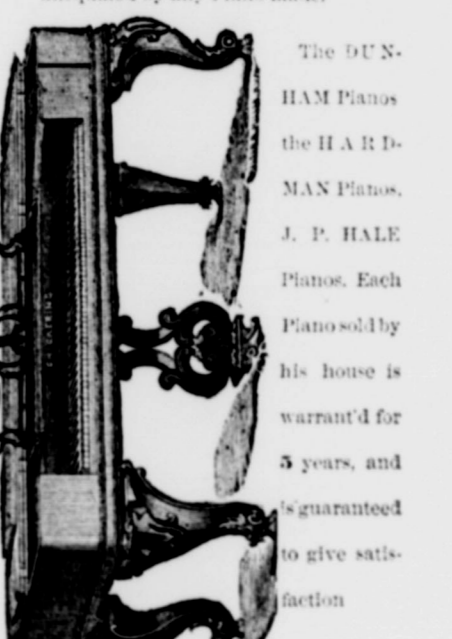 The DUN-
HAM Pianos
the HARD-
MAN Pianos.
J. P. HALE
Pianos. Each
Piano sold by
his house is
warrant'd for
5 years, and
is guaranteed
to give satis-
faction